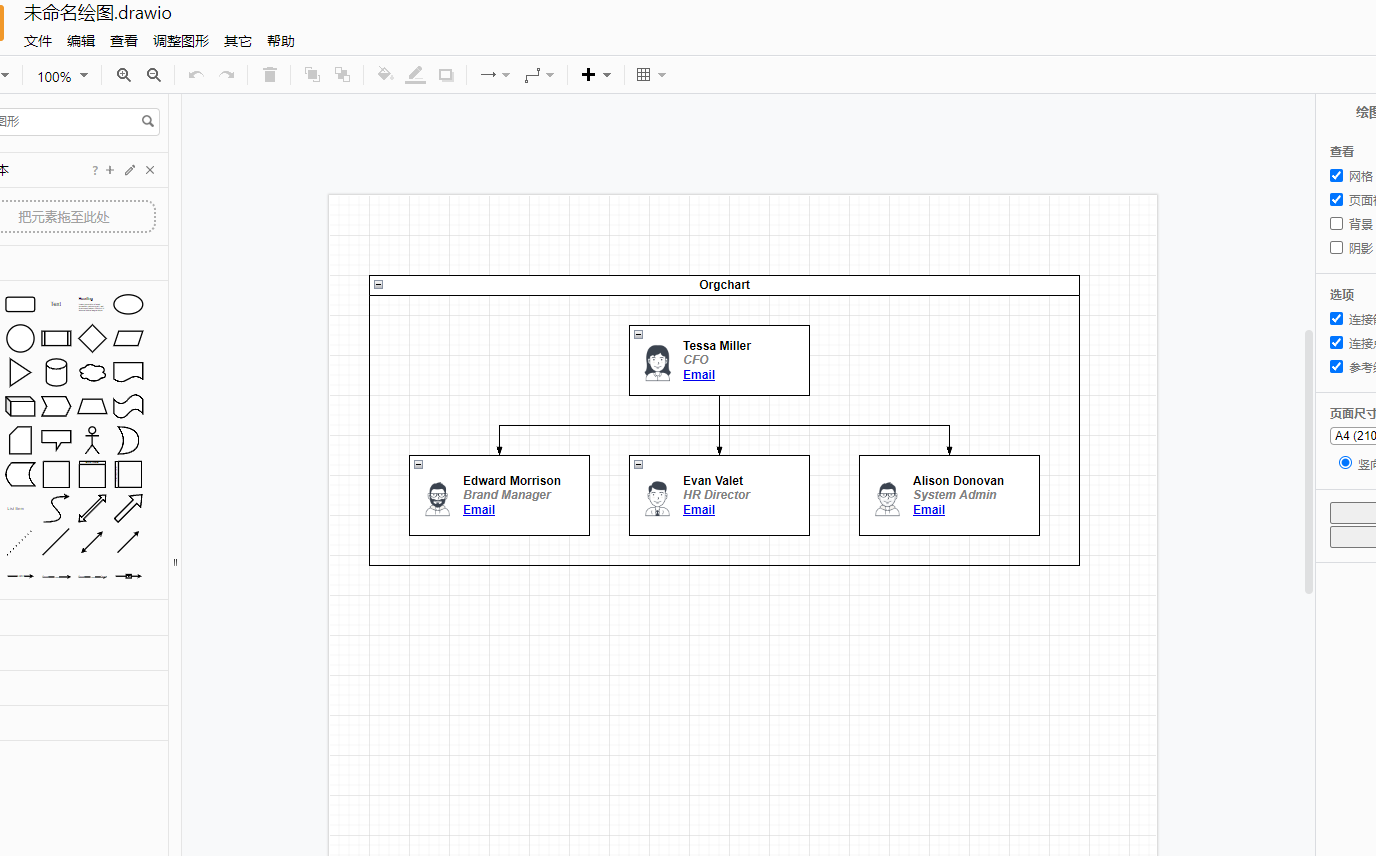 未命名绘图.drawio
文件 编辑 查看 调整图形 其它 帮助
100%
图形
本
?
把元素拖至此处
Text
Heading
List Item
Orgchart
Tessa Miller
CFO
Email
Edward Morrison
Brand Manager
Email
Evan Valet
HR Director
Email
Alison Donovan
System Admin
Email
绘图
查看
网格
页面
背景
阴影
选项
连接
连接
参考
页面尺寸
A4 (210
竖向